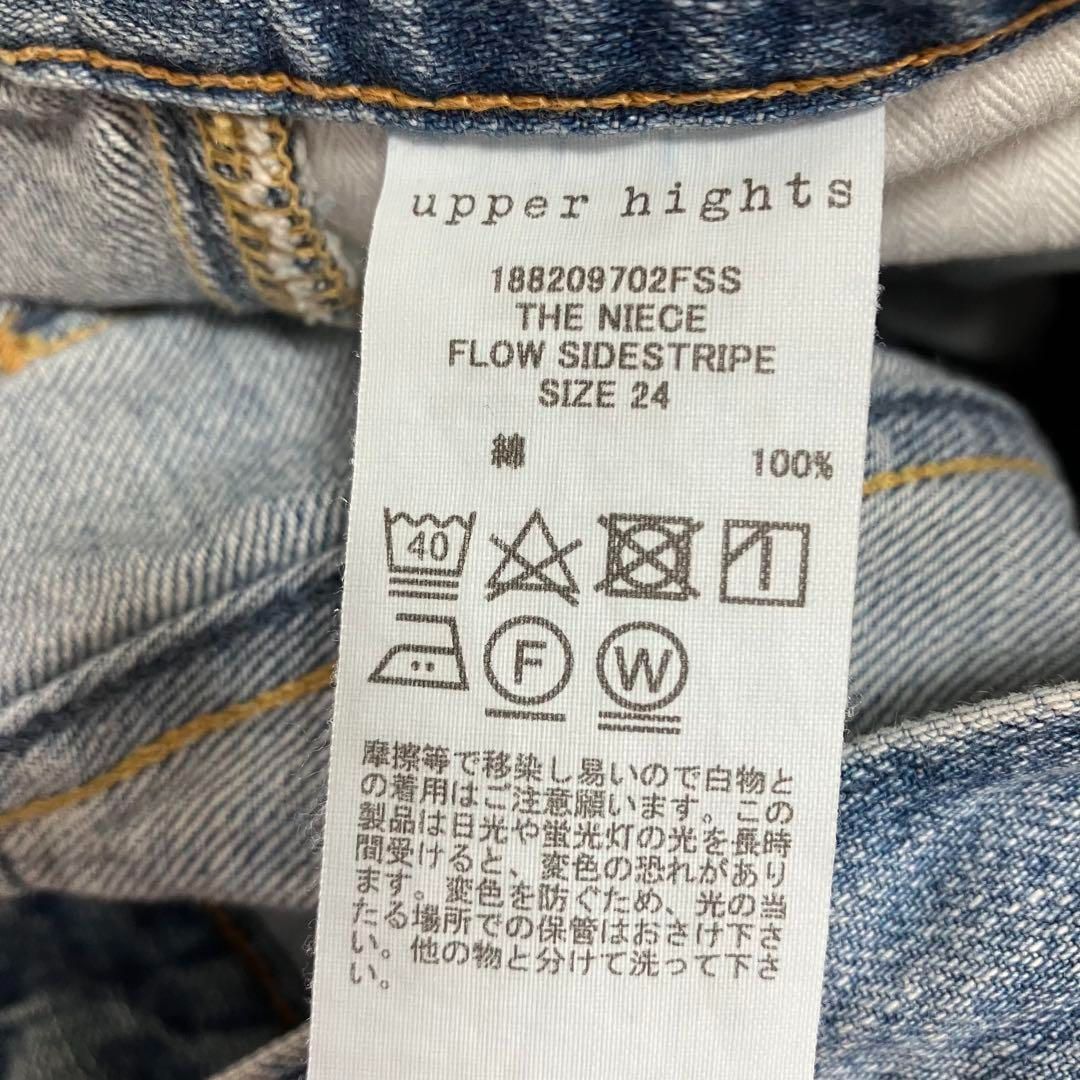 upper hights
188209702FSS
THE NIECE
FLOW SIDESTRIPE
SIZE 24
綿 100%
40
F W
摩擦等で移染し易いので白物と
の着用はご注意願います。この
製品は日光や蛍光灯の光を長時
間受けると、変色の恐れがあり
ます。変色を防ぐため、光の当
たる場所での保管はおさけ下さ
い。他の物と分けて洗って下さ
い。